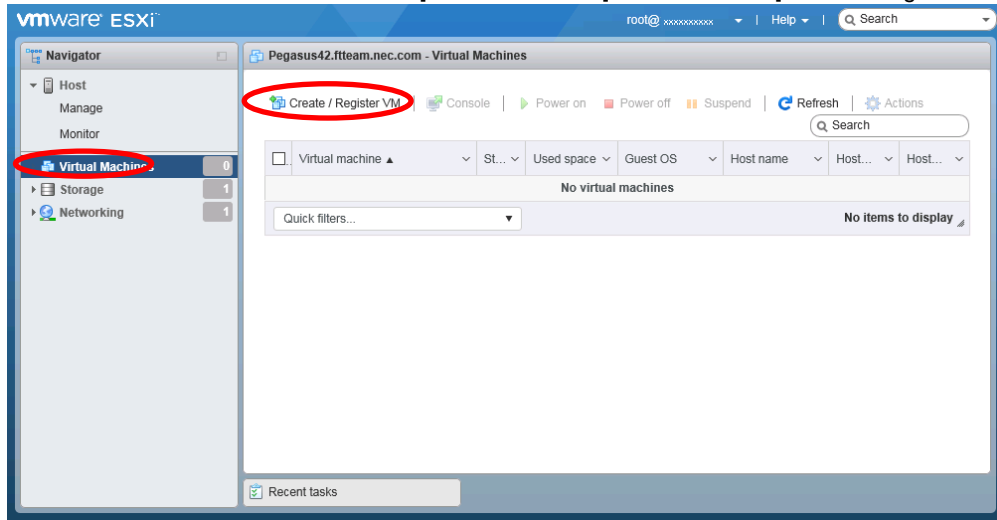 vmware ESXi
root@ xxxxxxxxxx | Help | Search
Navigator
Pegasus42.ftteam.nec.com - Virtual Machines
Host
Manage
Monitor
Virtual Machines 0
Storage 1
Networking 1
Create / Register VM | Console | Power on Power off Suspend | Refresh | Actions
Search
Virtual machine St... Used space Guest OS Host name Host... Host...
No virtual machines
Quick filters... No items to display
Recent tasks